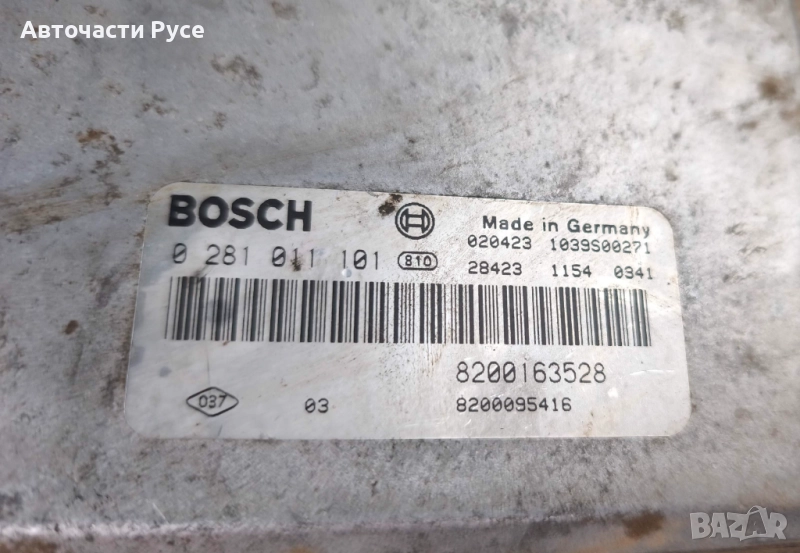 Авточасти Русе
BOSCH
Made in Germany
020423 1039S00271
0 281 011 101 810
28423 1154 0341
8200163528
037 03 8200095416
BAZAR